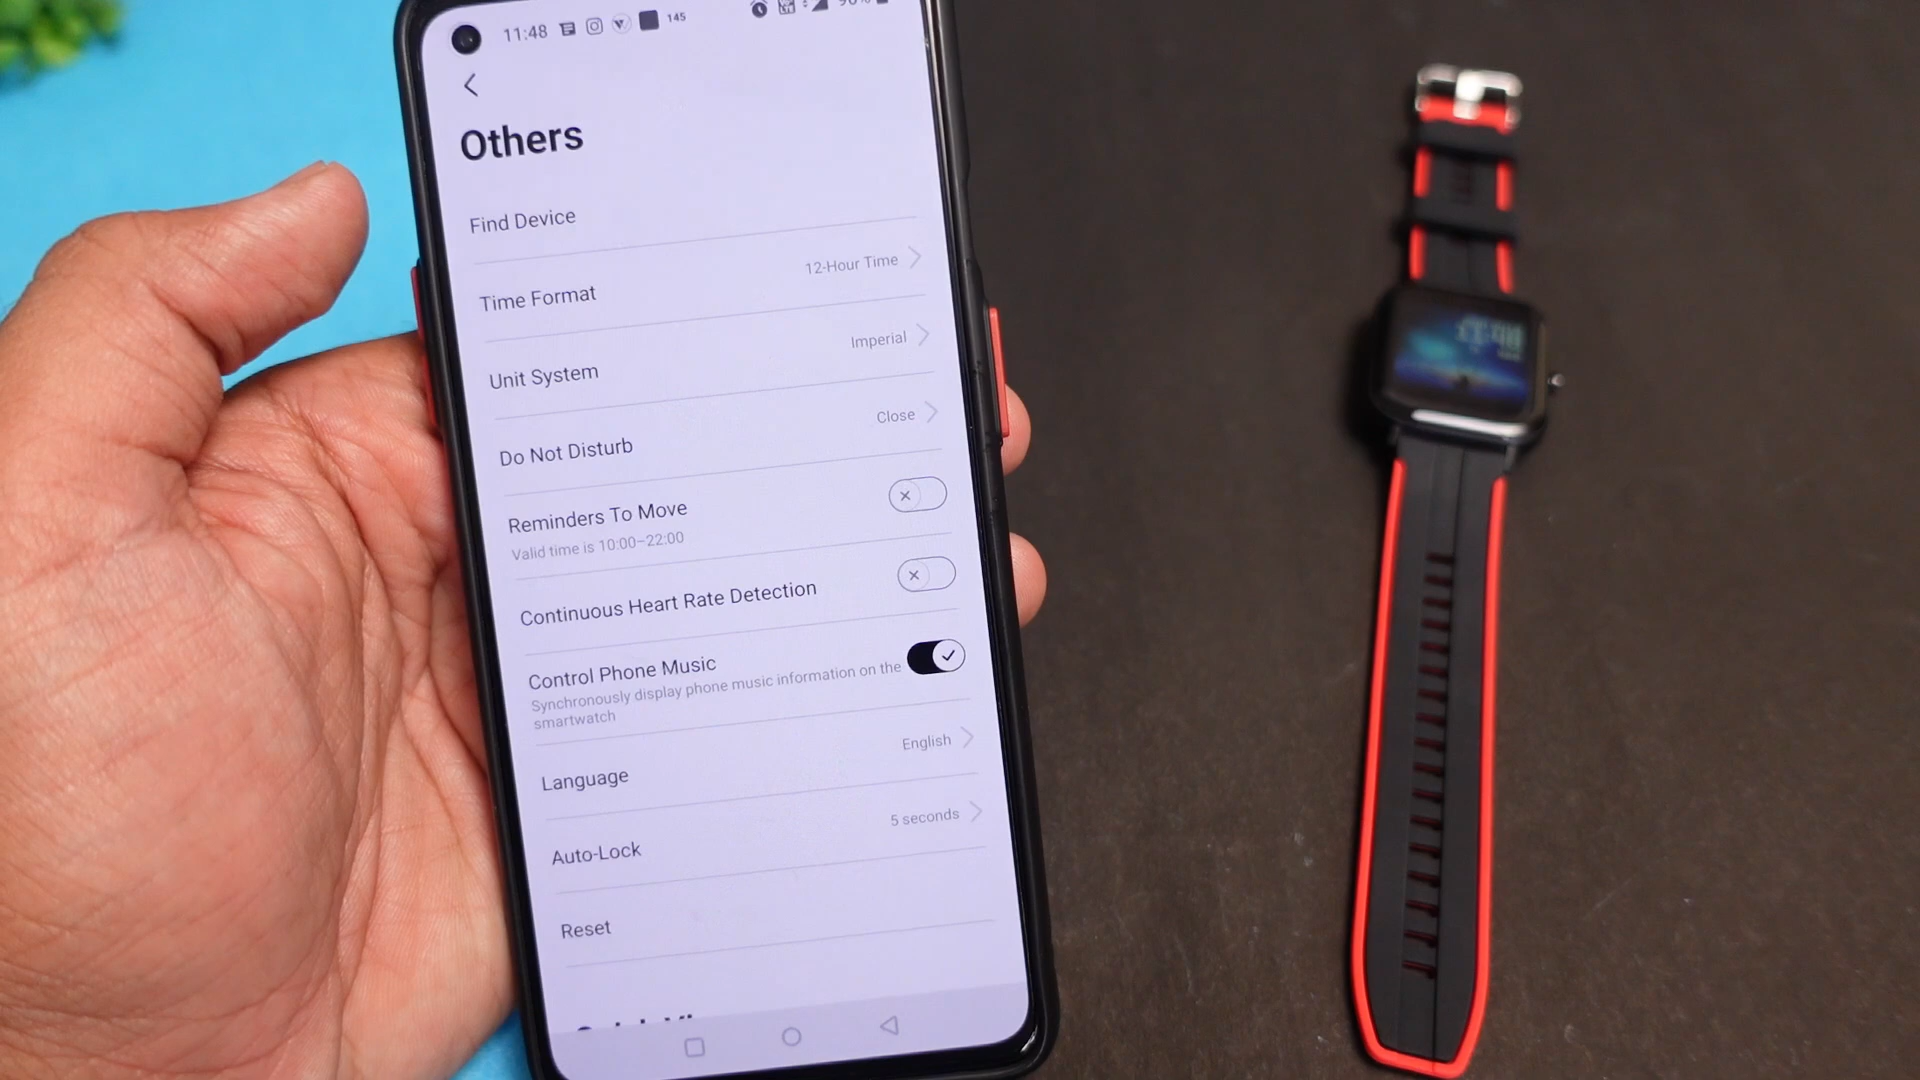 11:48
145
Others
Find Device
Time Format 12-Hour Time
Unit System Imperial
Do Not Disturb Close
Reminders To Move
Valid time is 10:00–22:00
Continuous Heart Rate Detection
Control Phone Music
Synchronously display phone music information on the
smartwatch
Language English
Auto-Lock 5 seconds
Reset
11:48